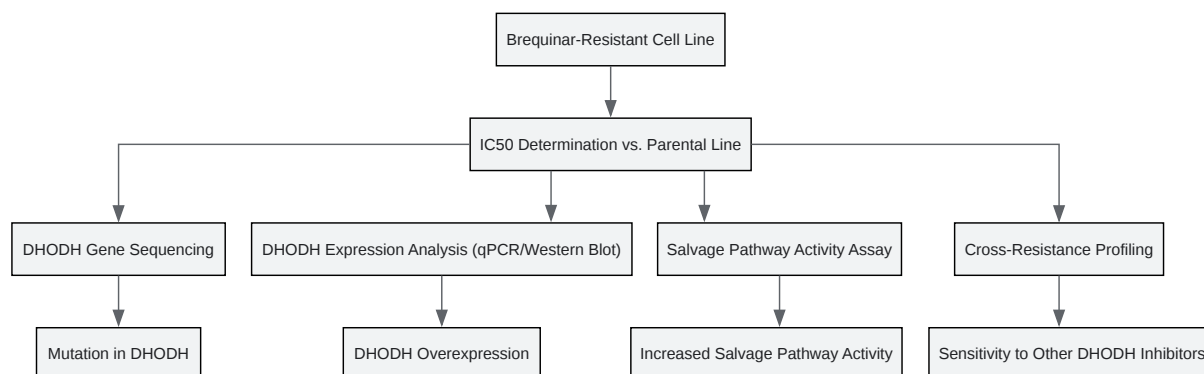 Brequinar-Resistant Cell Line
IC50 Determination vs. Parental Line
DHODH Gene Sequencing
DHODH Expression Analysis (qPCR/Western Blot)
Salvage Pathway Activity Assay
Cross-Resistance Profiling
Mutation in DHODH
DHODH Overexpression
Increased Salvage Pathway Activity
Sensitivity to Other DHODH Inhibitors